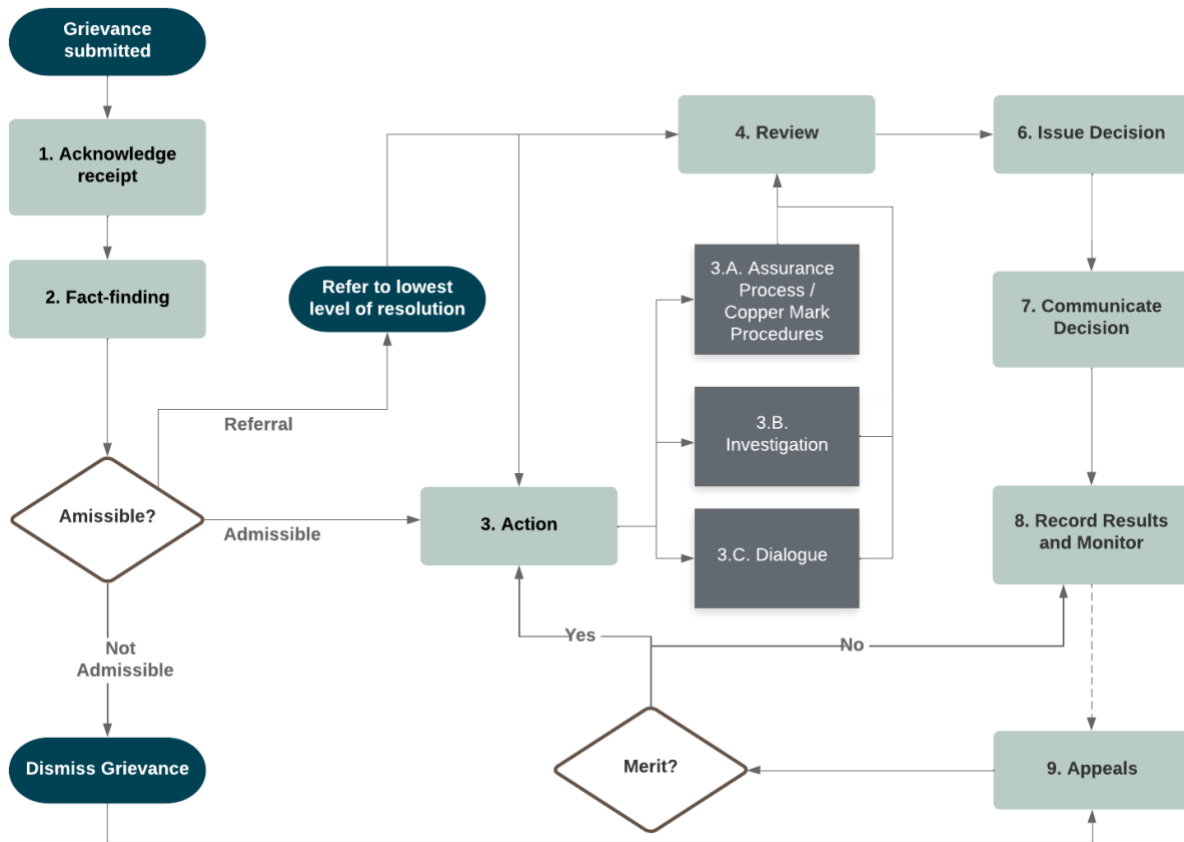 Grievance
submitted
1. Acknowledge
receipt
2. Fact-finding
Amissible?
Referral
Refer to lowest
level of resolution
Admissible
Not
Admissible
Dismiss Grievance
3. Action
3.A. Assurance
Process /
Copper Mark
Procedures
3.B.
Investigation
3.C. Dialogue
4. Review
6. Issue Decision
7. Communicate
Decision
8. Record Results
and Monitor
9. Appeals
Merit?
Yes
No